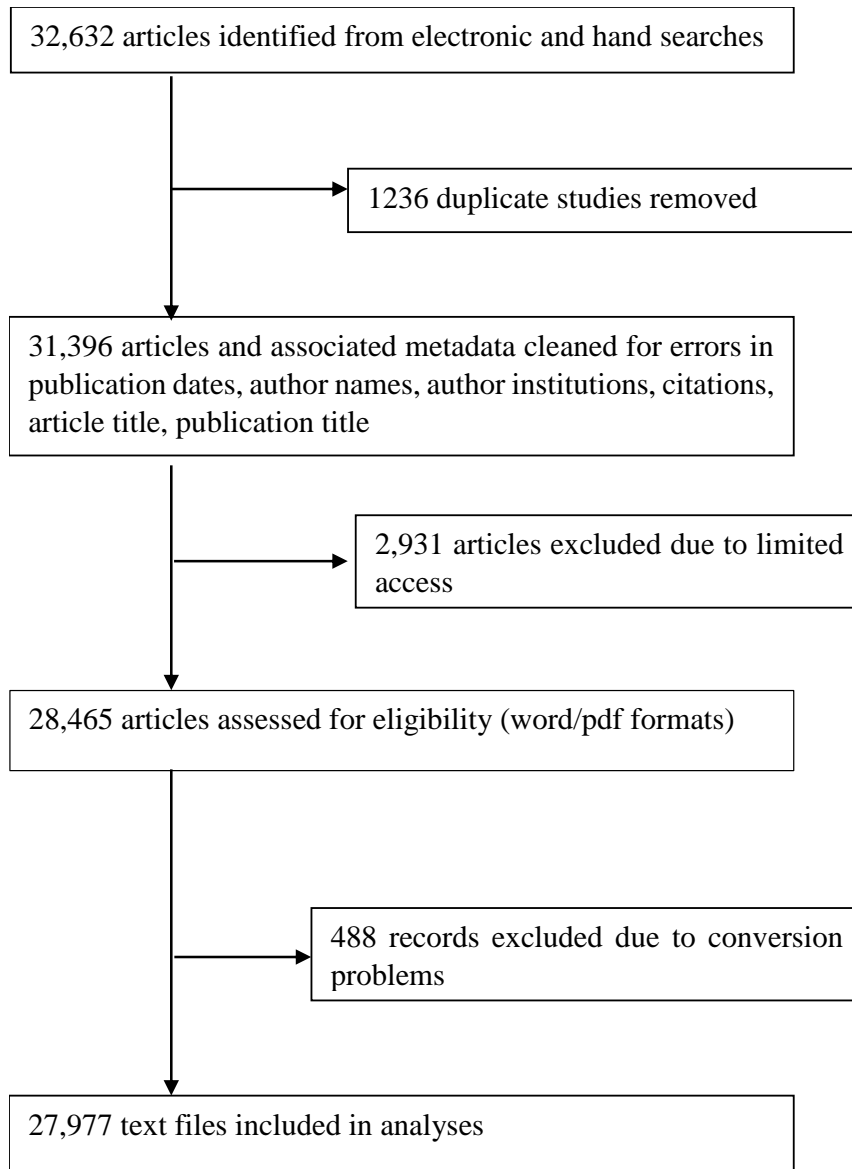 32,632 articles identified from electronic and hand searches
1236 duplicate studies removed
31,396 articles and associated metadata cleaned for errors in
publication dates, author names, author institutions, citations,
article title, publication title
2,931 articles excluded due to limited
access
28,465 articles assessed for eligibility (word/pdf formats)
488 records excluded due to conversion
problems
27,977 text files included in analyses